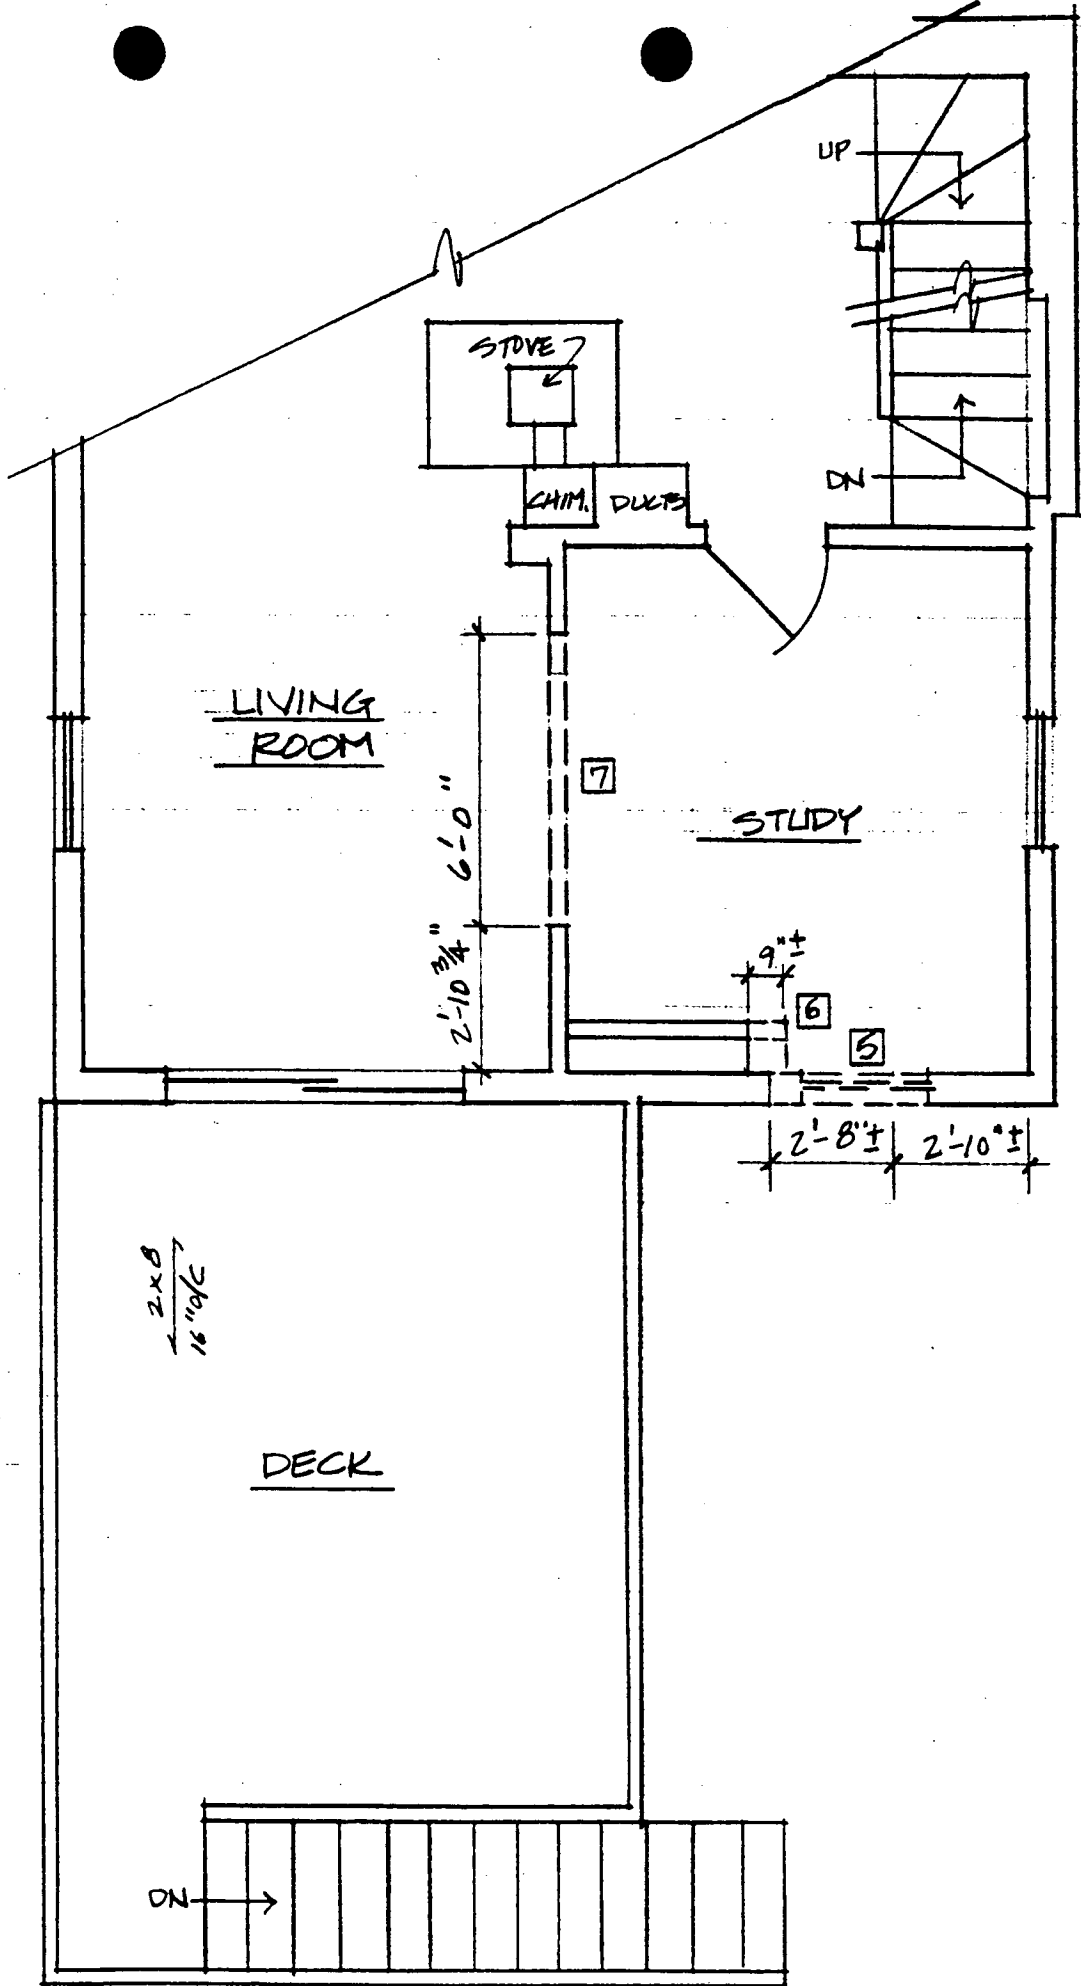 UP
STOVE
DN
CHIM. DUCTS
LIVING
ROOM
7
6'-0"
STUDY
9"±
2'-10 3/4"
6
5
2'-8"± 2'-10"±
2x8
16"o/c
DECK
DN